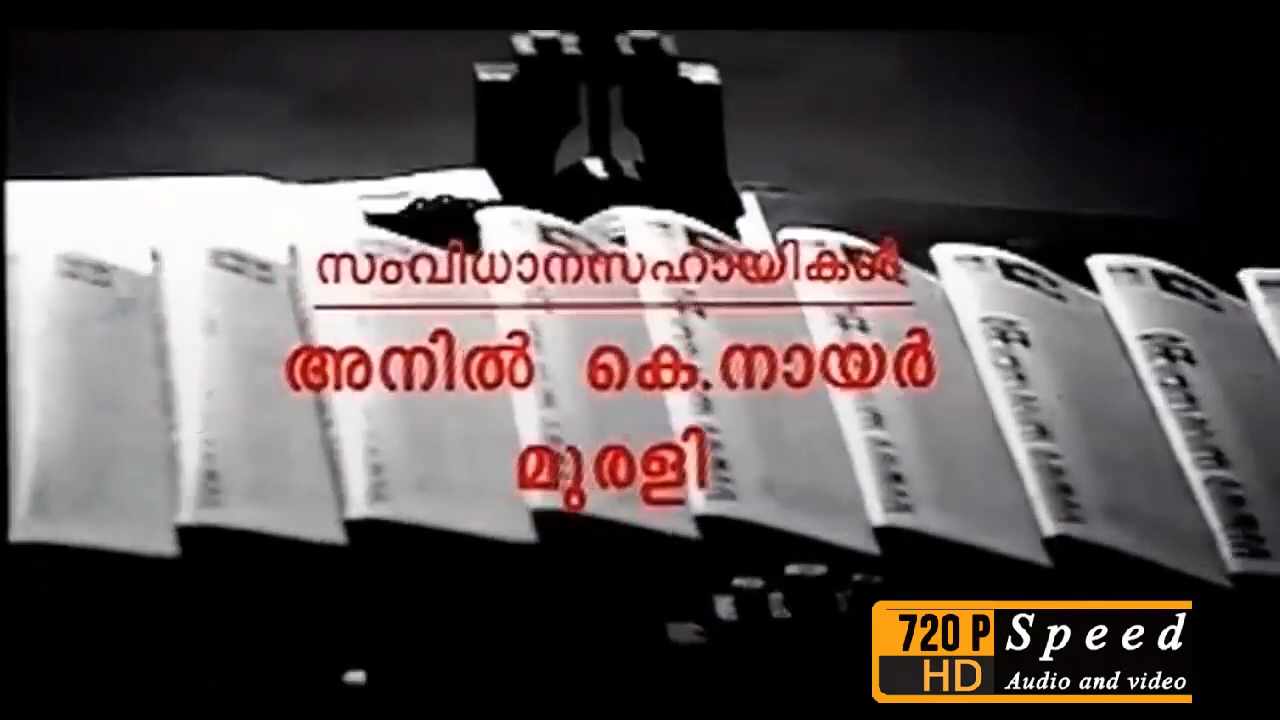 സംവിധാനസഹായികൾ
അനിൽ കെ.നായർ
മുരളി
720 P Speed
HD Audio and video